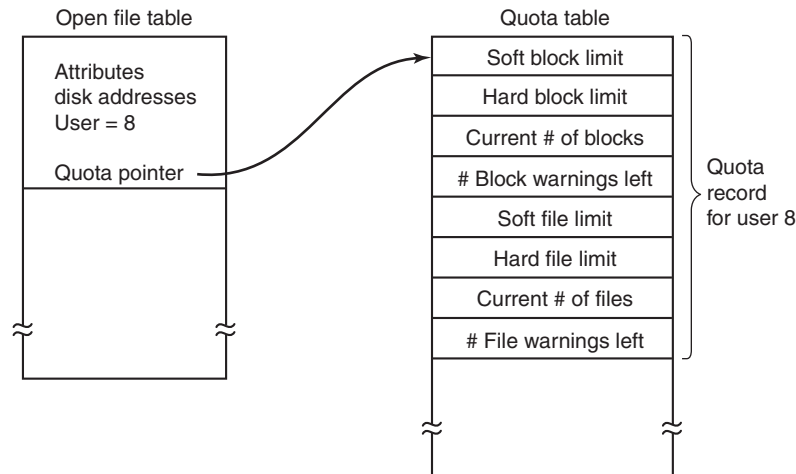 Open file table
Attributes
disk addresses
User = 8
Quota pointer
Quota table
Soft block limit
Hard block limit
Current # of blocks
# Block warnings left
Soft file limit
Hard file limit
Current # of files
# File warnings left
Quota
record
for user 8